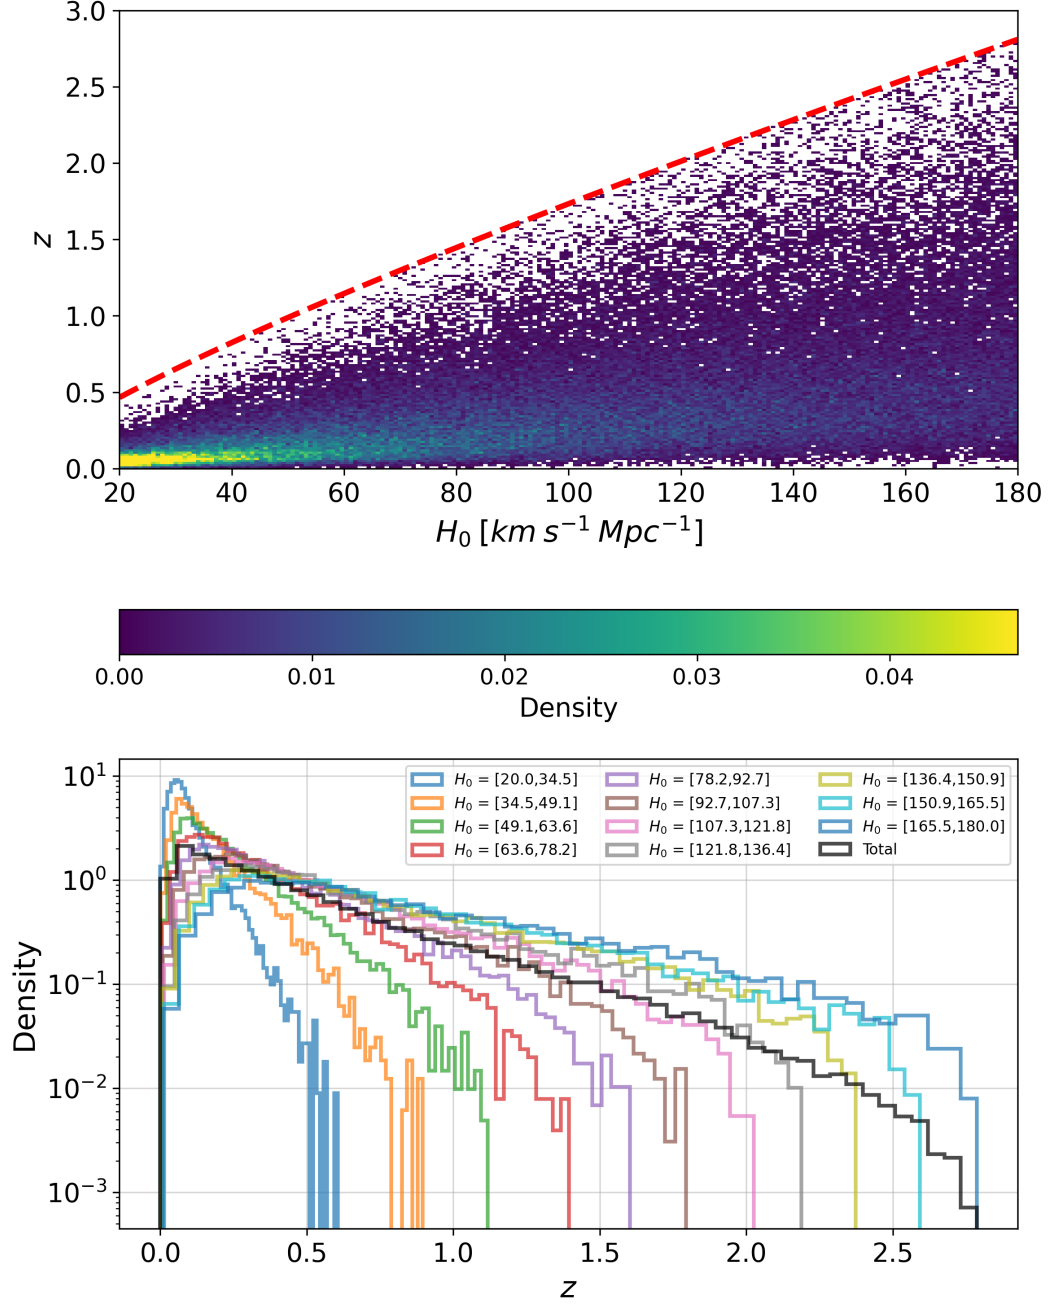 3.0
2.5
2.0
1.5
1.0
0.5
0.0
z
20 40 60 80 100 120 140 160 180
H₀ [km s⁻¹ Mpc⁻¹]
0.00 0.01 0.02 0.03 0.04
Density
10¹
10⁰
10⁻¹
10⁻²
10⁻³
Density
H₀ = [20.0,34.5]
H₀ = [34.5,49.1]
H₀ = [49.1,63.6]
H₀ = [63.6,78.2]
H₀ = [78.2,92.7]
H₀ = [92.7,107.3]
H₀ = [107.3,121.8]
H₀ = [121.8,136.4]
H₀ = [136.4,150.9]
H₀ = [150.9,165.5]
H₀ = [165.5,180.0]
Total
0.0 0.5 1.0 1.5 2.0 2.5
z